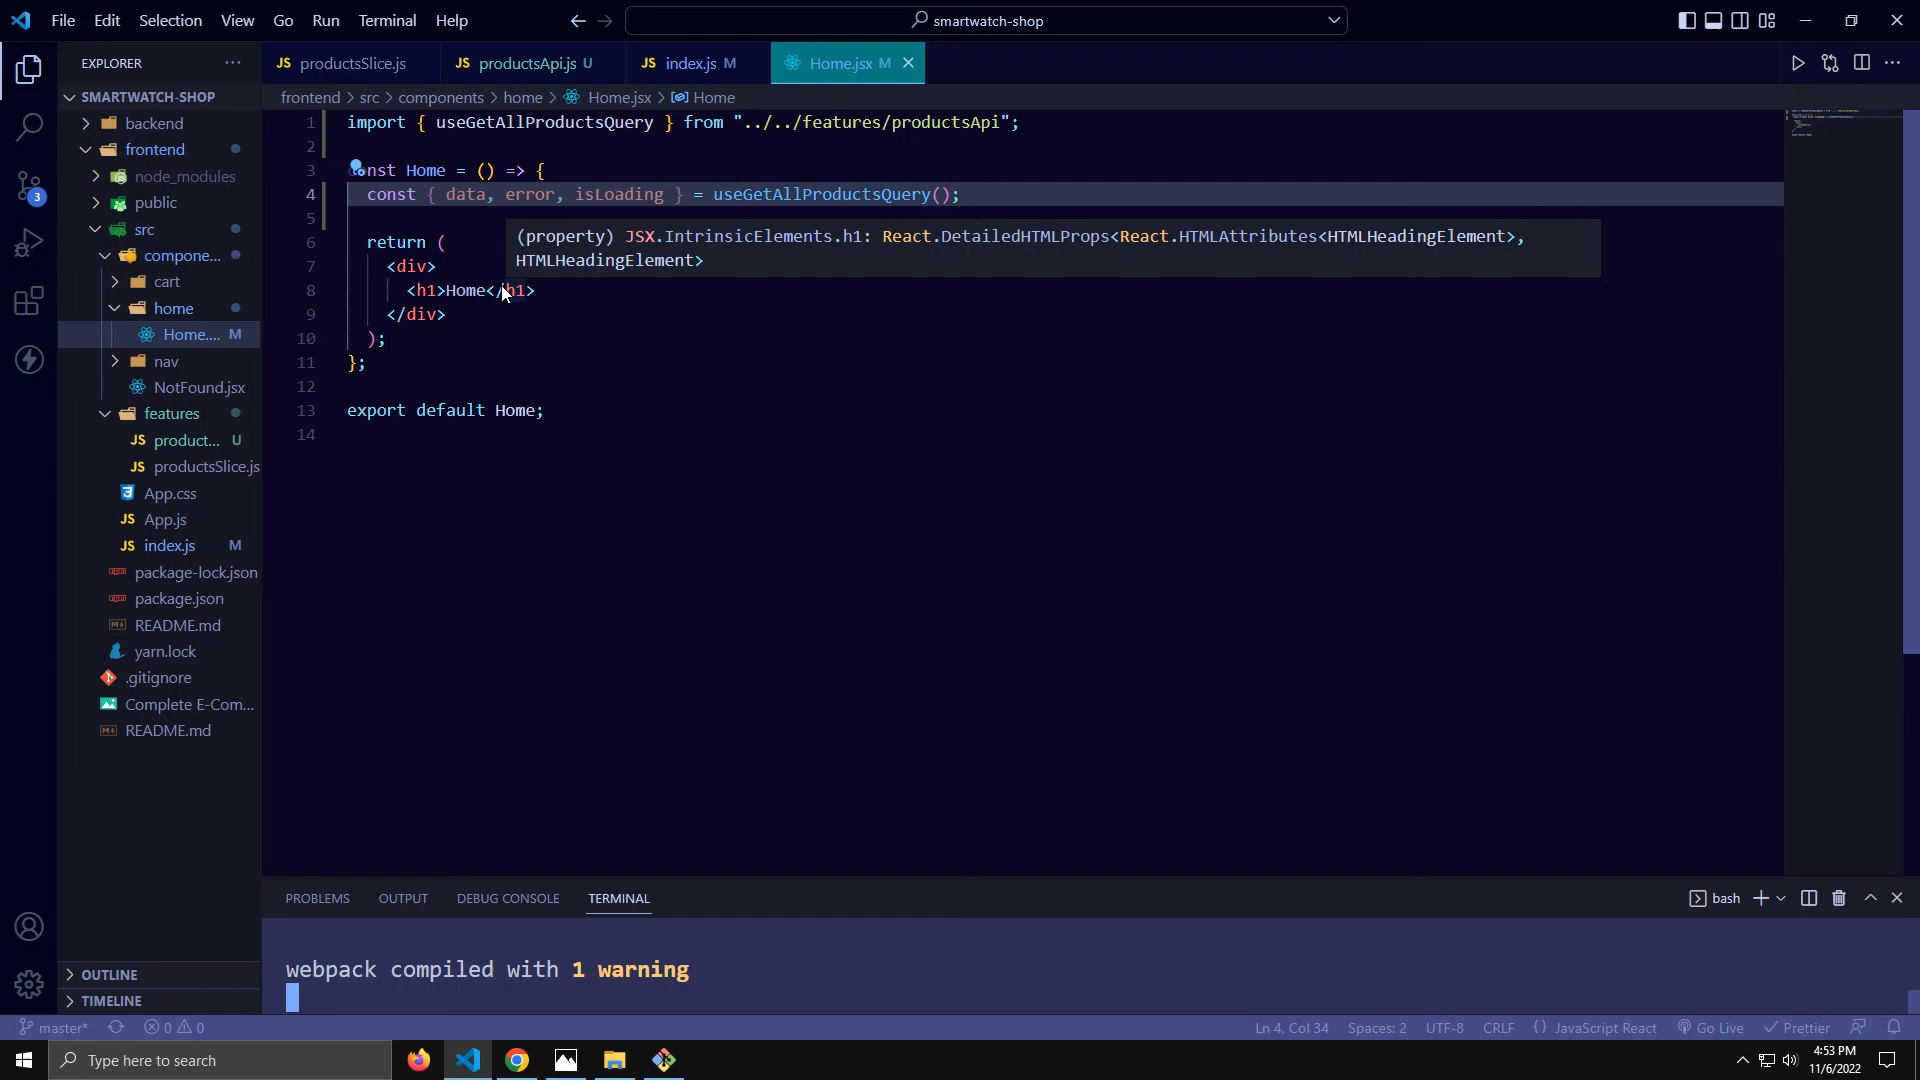 File Edit Selection View Go Run Terminal Help
smartwatch-shop
EXPLORER
JS productsSlice.js
JS productsApi.js U
JS index.js M
Home.jsx M
frontend > src > components > home > Home.jsx > Home
SMARTWATCH-SHOP
backend
frontend
node_modules
public
src
compone...
cart
home
Home.... M
nav
NotFound.jsx
features
JS product... U
JS productsSlice.js
App.css
JS App.js
JS index.js M
package-lock.json
package.json
README.md
yarn.lock
.gitignore
Complete E-Com...
README.md
OUTLINE
TIMELINE
3
1 import { useGetAllProductsQuery } from "../../features/productsApi";
2
3 nst Home = () => {
4 const { data, error, isLoading } = useGetAllProductsQuery();
5
(property) JSX.IntrinsicElements.h1: React.DetailedHTMLProps<React.HTMLAttributes<HTMLHeadingElement>,
HTMLHeadingElement>
6 return (
7 <div>
8 <h1>Home</h1>
9 </div>
10 );
11 };
12
13 export default Home;
14
PROBLEMS OUTPUT DEBUG CONSOLE TERMINAL
bash
webpack compiled with 1 warning
master* 0 0
Ln 4, Col 34 Spaces: 2 UTF-8 CRLF {} JavaScript React Go Live Prettier
Type here to search
4:53 PM
11/6/2022